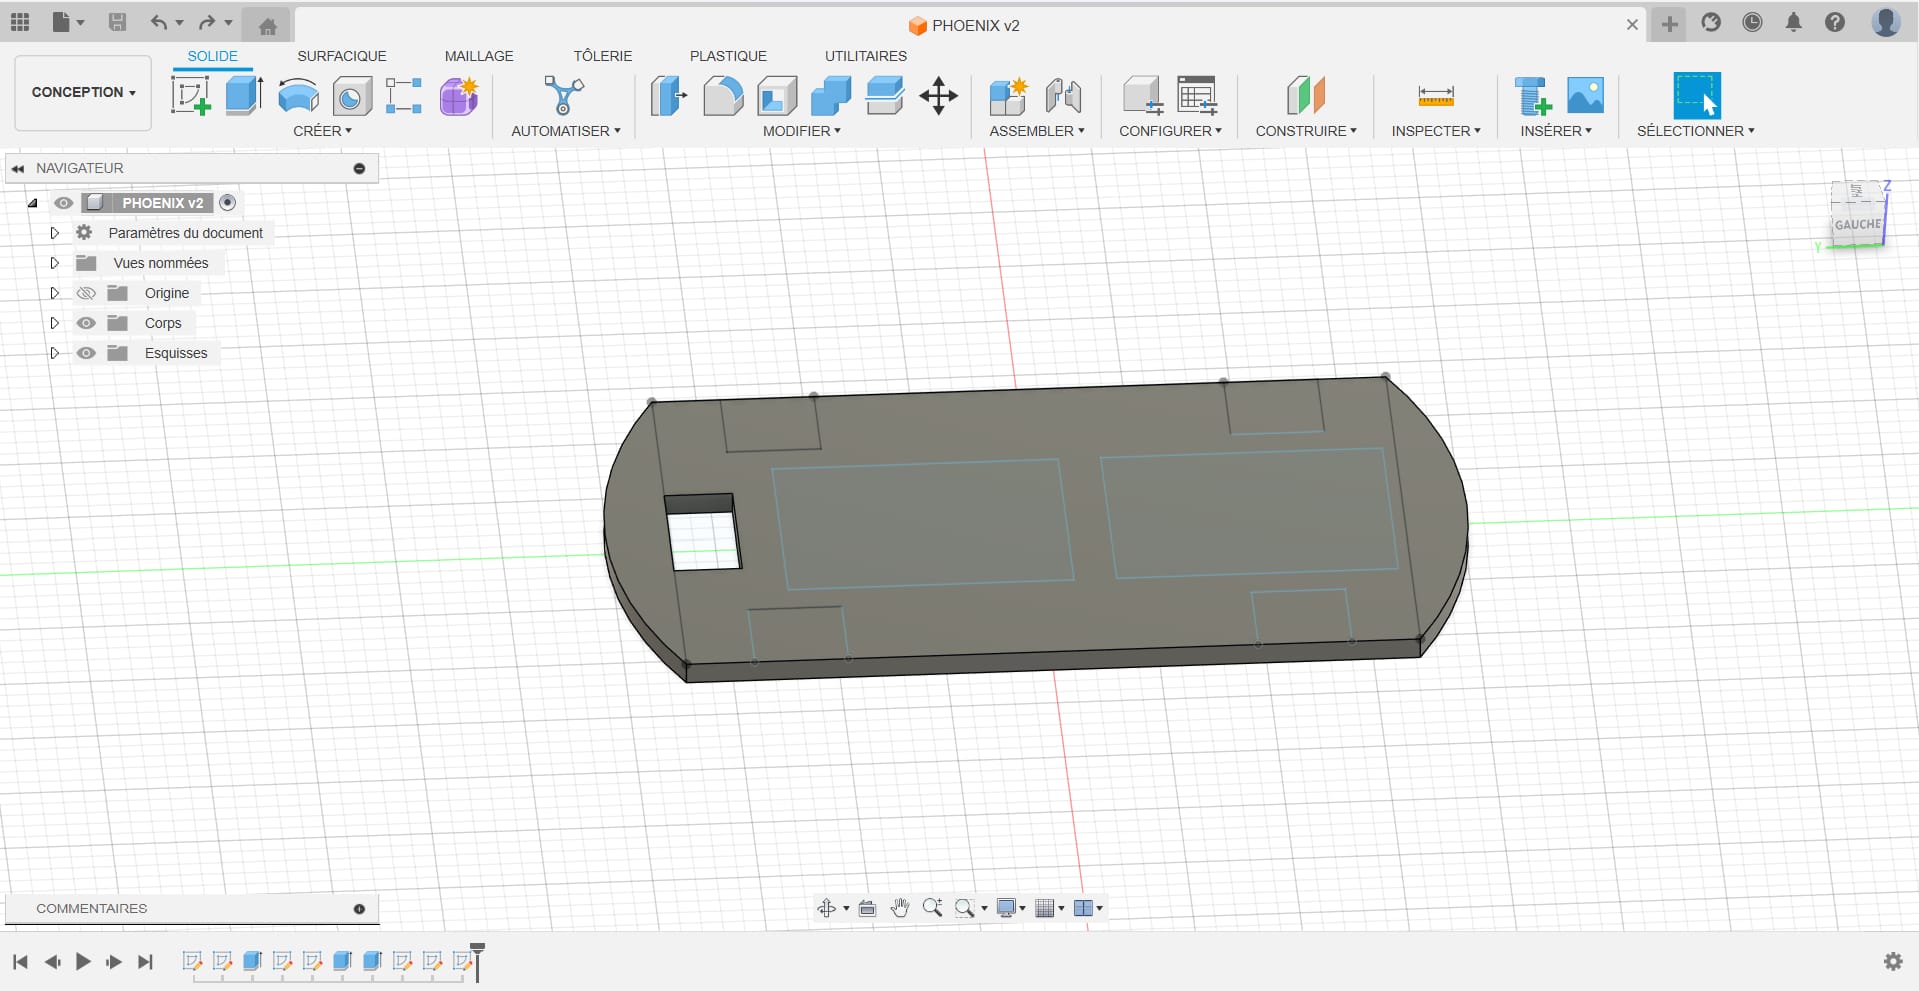 PHOENIX v2
SOLIDE SURFACIQUE MAILLAGE TÔLERIE PLASTIQUE UTILITAIRES
CONCEPTION
CRÉER AUTOMATISER MODIFIER ASSEMBLER CONFIGURER CONSTRUIRE INSPECTER INSÉRER SÉLECTIONNER
NAVIGATEUR
PHOENIX v2
Paramètres du document
Vues nommées
Origine
Corps
Esquisses
Z
GAUCHE
Y
COMMENTAIRES